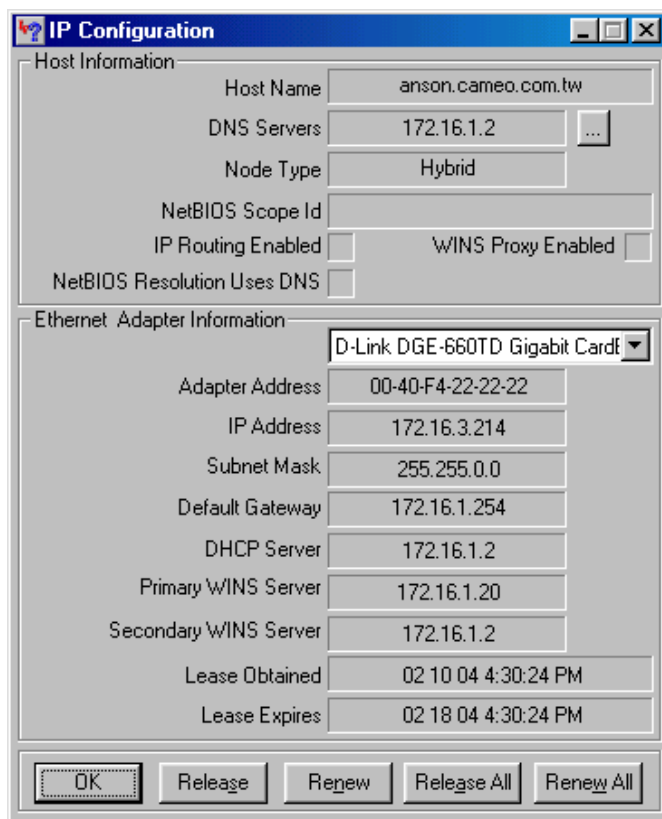 IP Configuration
Host Information
Host Name anson.cameo.com.tw
DNS Servers 172.16.1.2 ...
Node Type Hybrid
NetBIOS Scope Id
IP Routing Enabled WINS Proxy Enabled
NetBIOS Resolution Uses DNS
Ethernet Adapter Information
D-Link DGE-660TD Gigabit CardE
Adapter Address 00-40-F4-22-22-22
IP Address 172.16.3.214
Subnet Mask 255.255.0.0
Default Gateway 172.16.1.254
DHCP Server 172.16.1.2
Primary WINS Server 172.16.1.20
Secondary WINS Server 172.16.1.2
Lease Obtained 02 10 04 4:30:24 PM
Lease Expires 02 18 04 4:30:24 PM
OK Release Renew Release All Renew All